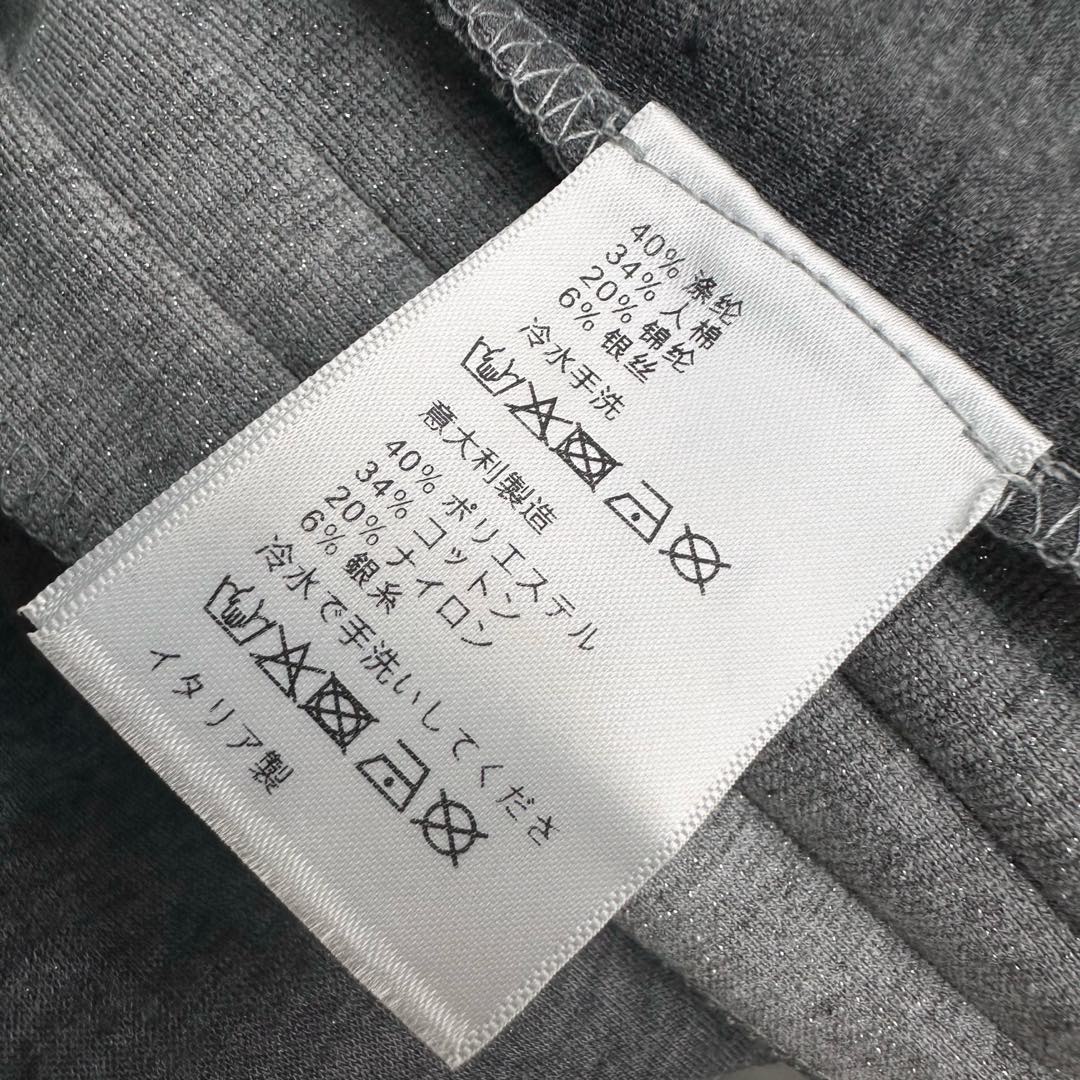 40% 涤纶
34% 人棉
20% 锦纶
6% 银丝
冷水手洗
意大利製造
40% ポリエステル
34% コットン
20% ナイロン
6% 銀糸
冷水で手洗いしてくださ
イタリア製